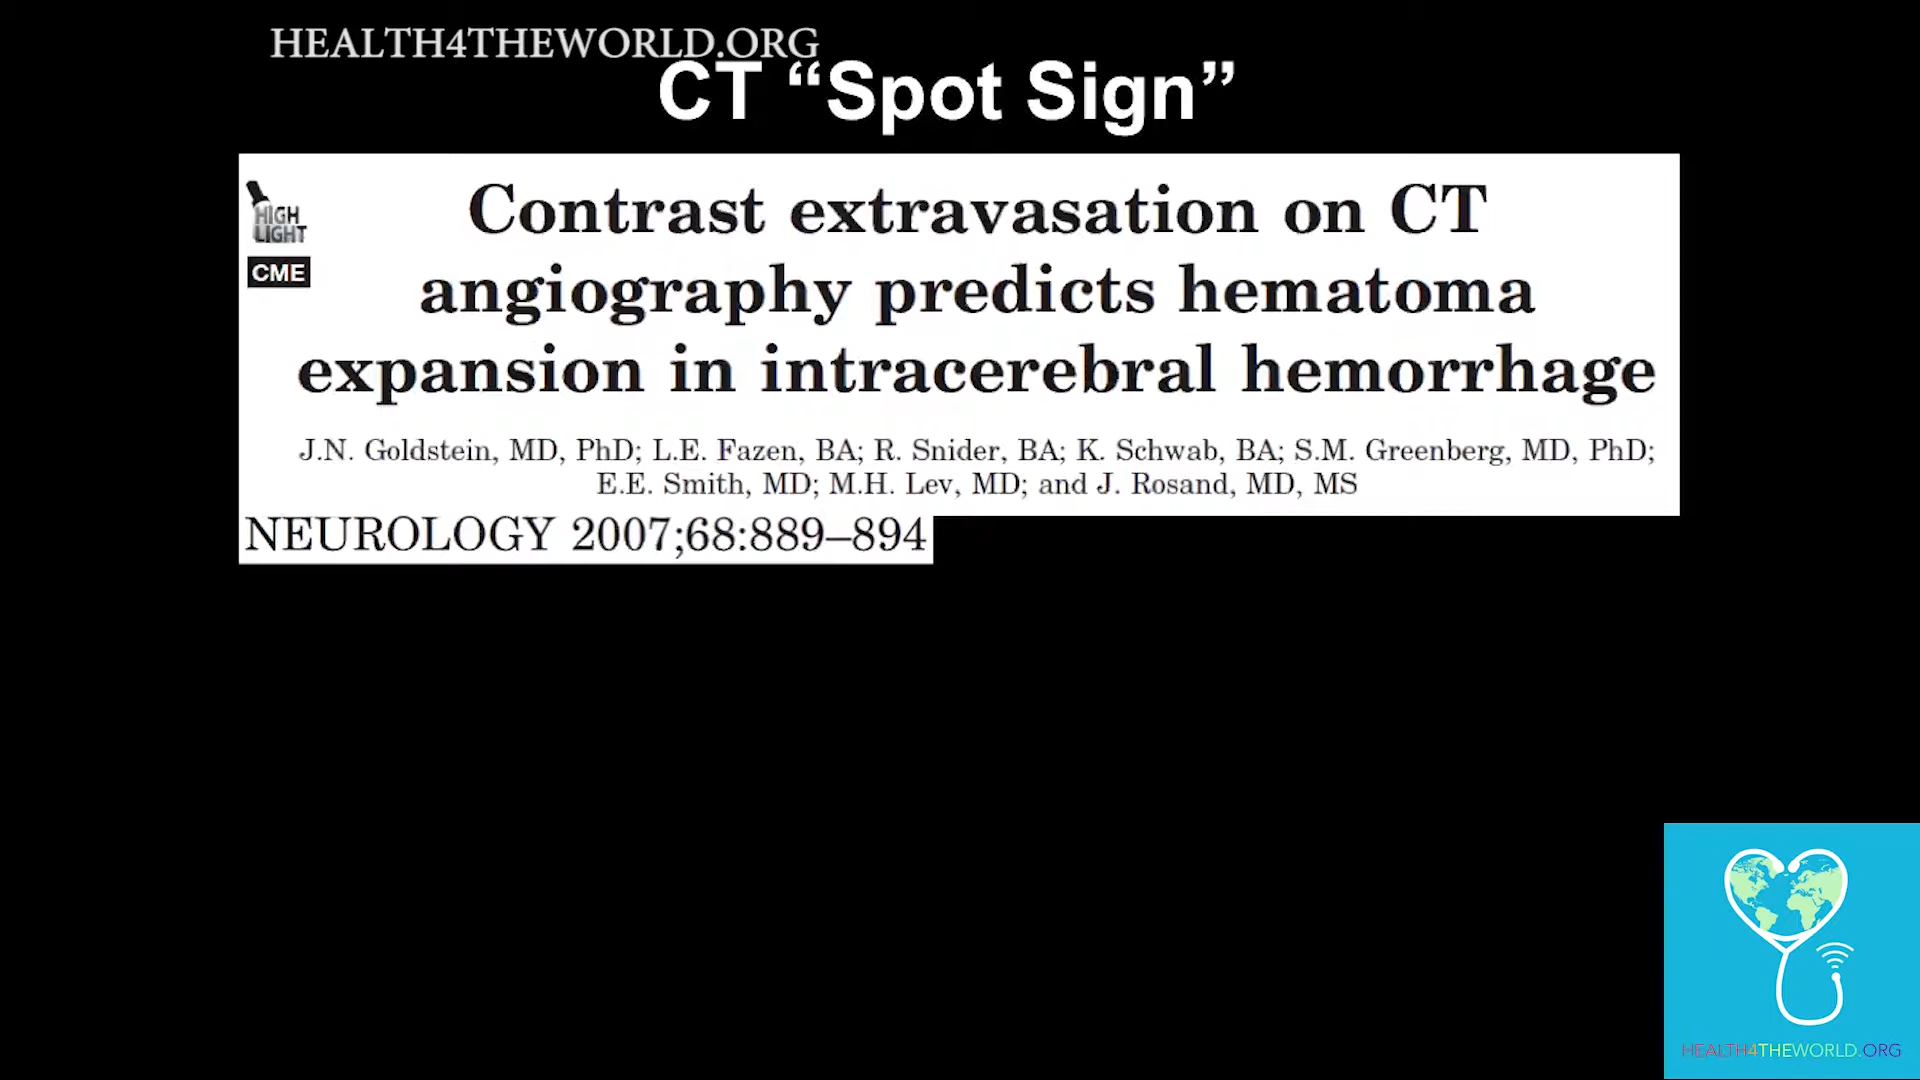 HEALTH4THEWORLD.ORG
CT “Spot Sign”
HIGH
LIGHT
CME
Contrast extravasation on CT
angiography predicts hematoma
expansion in intracerebral hemorrhage
J.N. Goldstein, MD, PhD; L.E. Fazen, BA; R. Snider, BA; K. Schwab, BA; S.M. Greenberg, MD, PhD;
E.E. Smith, MD; M.H. Lev, MD; and J. Rosand, MD, MS
NEUROLOGY 2007;68:889–894
HEALTH4THEWORLD.ORG